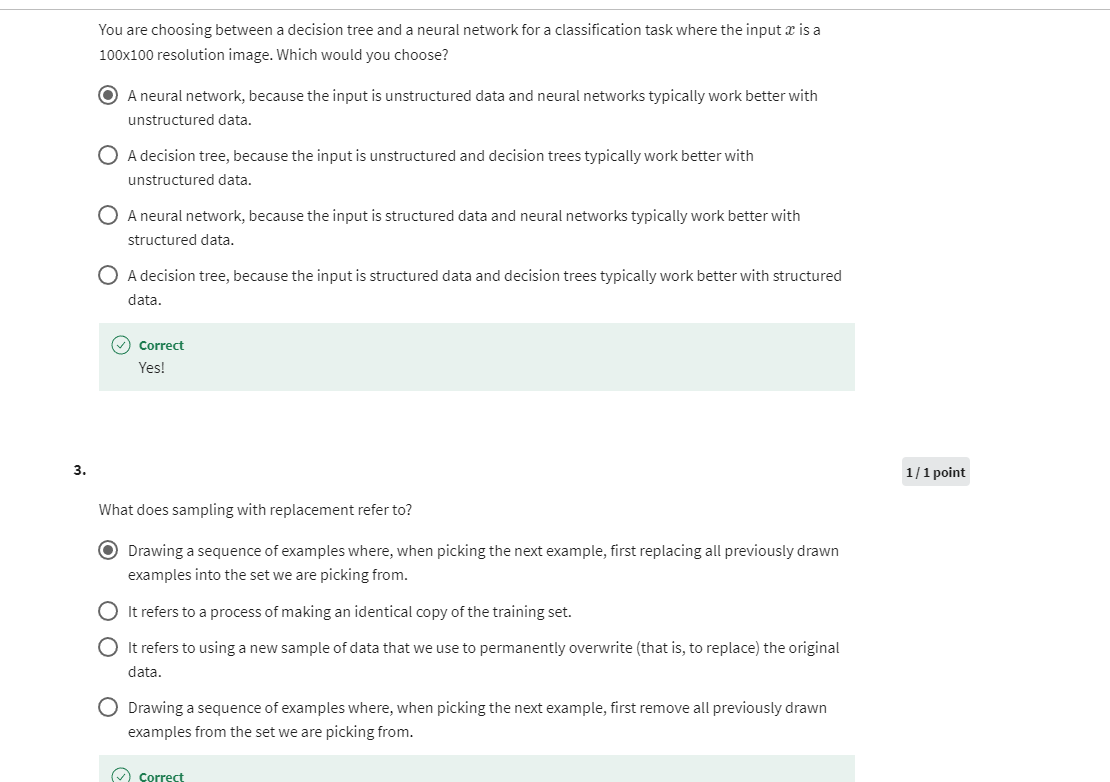 You are choosing between a decision tree and a neural network for a classification task where the input x is a
100x100 resolution image. Which would you choose?
A neural network, because the input is unstructured data and neural networks typically work better with
unstructured data.
A decision tree, because the input is unstructured and decision trees typically work better with
unstructured data.
A neural network, because the input is structured data and neural networks typically work better with
structured data.
A decision tree, because the input is structured data and decision trees typically work better with structured
data.
Correct
Yes!
3.
1 / 1 point
What does sampling with replacement refer to?
Drawing a sequence of examples where, when picking the next example, first replacing all previously drawn
examples into the set we are picking from.
It refers to a process of making an identical copy of the training set.
It refers to using a new sample of data that we use to permanently overwrite (that is, to replace) the original
data.
Drawing a sequence of examples where, when picking the next example, first remove all previously drawn
examples from the set we are picking from.
Correct